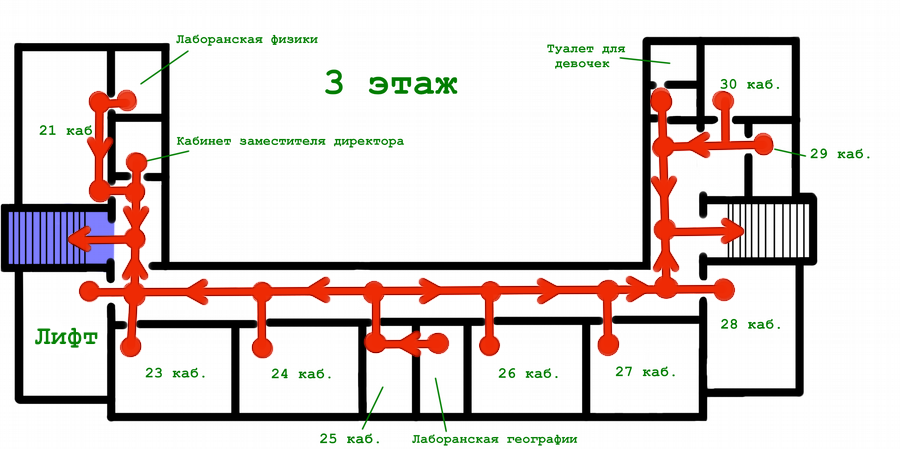 Лаборанская физики
3 этаж
Туалет для
девочек
30 каб.
21 каб
Кабинет заместителя директора
29 каб.
Лифт
28 каб.
23 каб.
24 каб.
26 каб.
27 каб.
25 каб.
Лаборанская географии